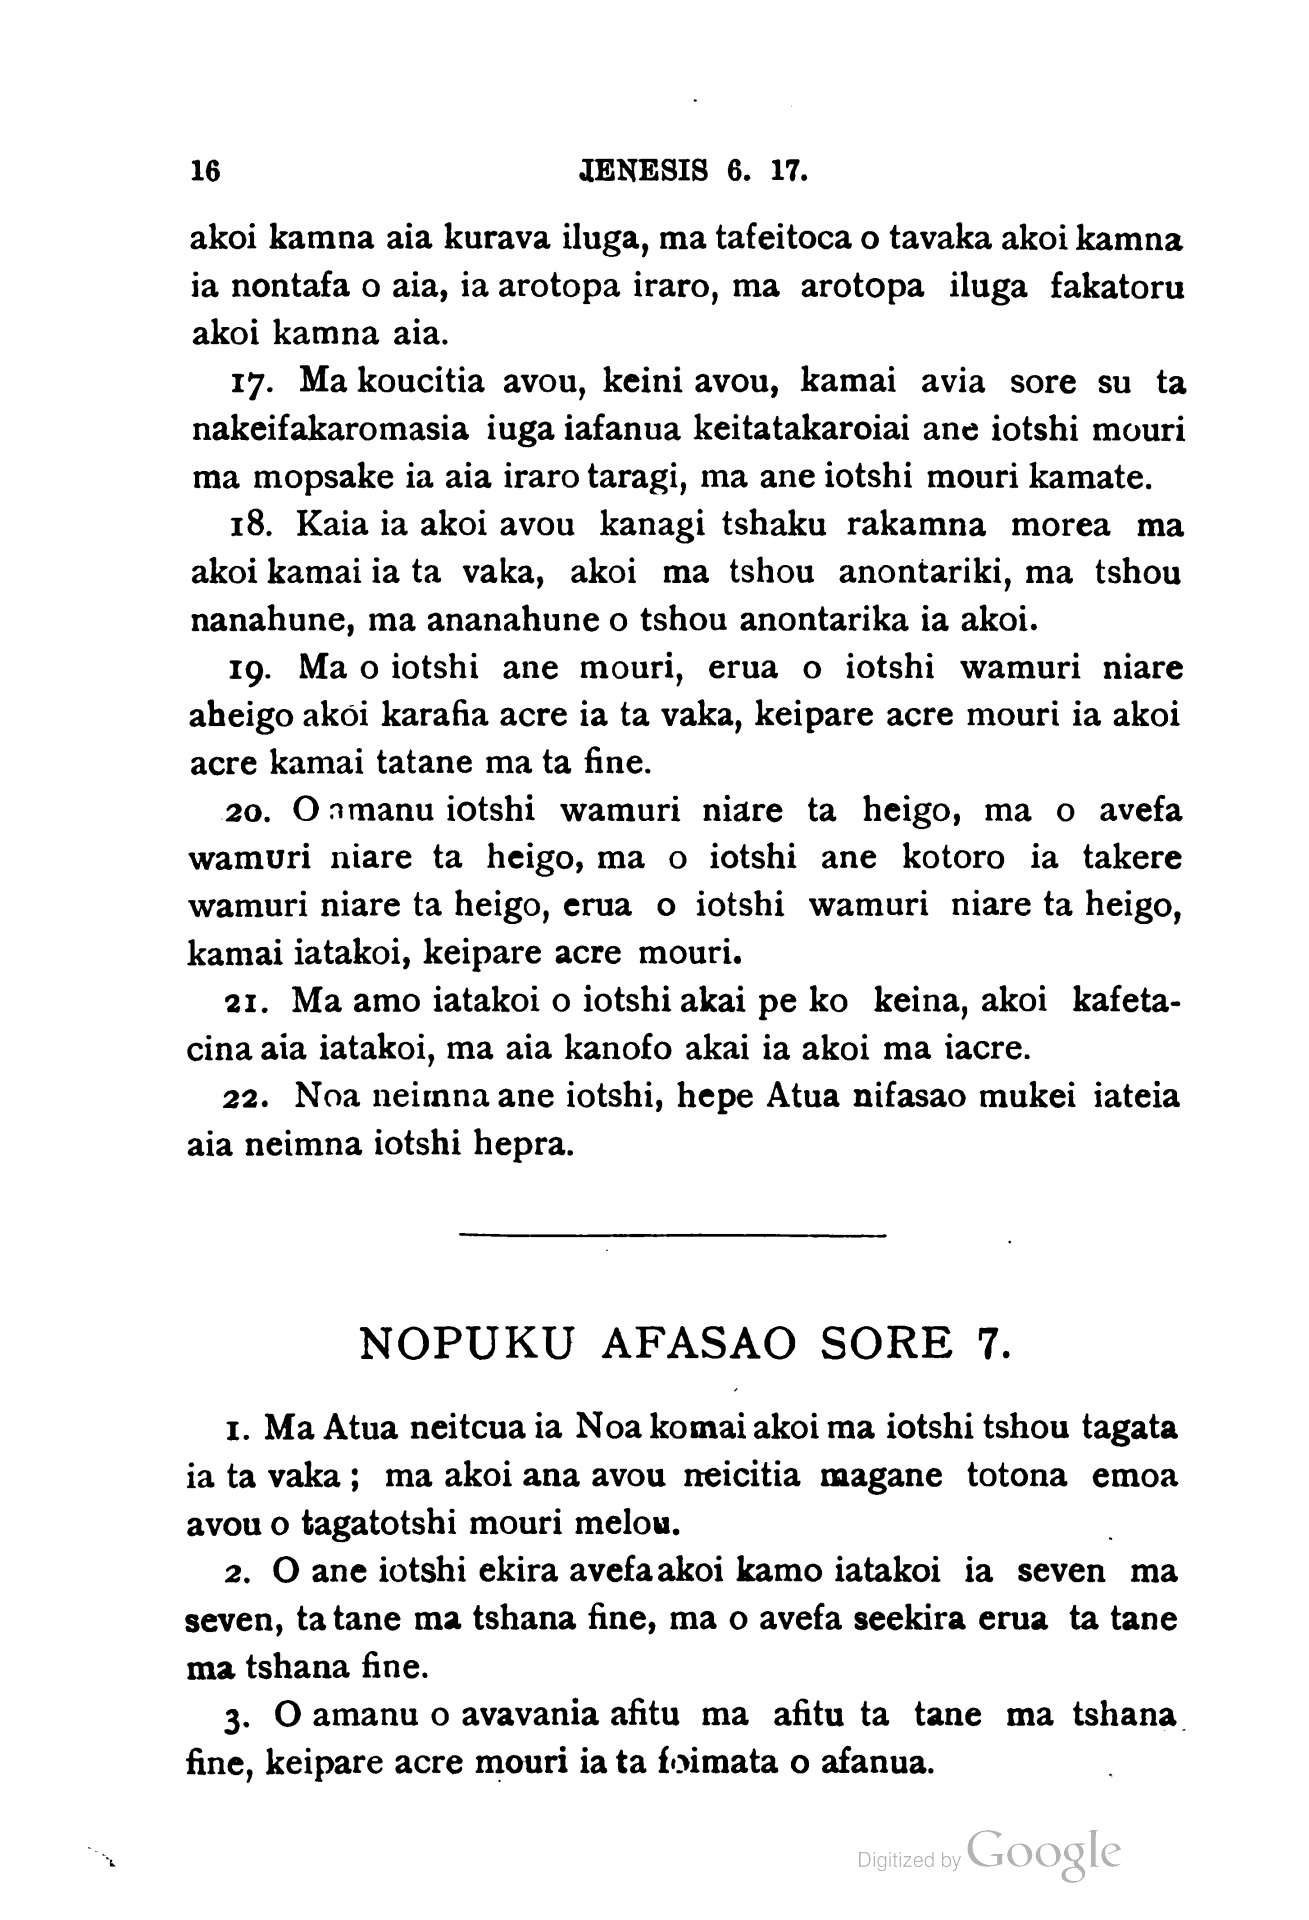 16 JENESIS 6. 17.
akoi kamna aia kurava iluga, ma tafeitoca o tavaka akoi kamna
ia nontafa o aia, ia arotopa iraro, ma arotopa iluga fakatoru
akoi kamna aia.
17. Ma koucitia avou, keini avou, kamai avia sore su ta
nakeifakaromasia iuga iafanua keitatakaroiai ane iotshi mouri
ma mopsake ia aia iraro taragi, ma ane iotshi mouri kamate.
18. Kaia ia akoi avou kanagi tshaku rakamna morea ma
akoi kamai ia ta vaka, akoi ma tshou anontariki, ma tshou
nanahune, ma ananahune o tshou anontarika ia akoi.
19. Ma o iotshi ane mouri, erua o iotshi wamuri niare
aheigo akoi karafia acre ia ta vaka, keipare acre mouri ia akoi
acre kamai tatane ma ta fine.
20. O amanu iotshi wamuri niare ta heigo, ma o avefa
wamuri niare ta heigo, ma o iotshi ane kotoro ia takere
wamuri niare ta heigo, erua o iotshi wamuri niare ta heigo,
kamai iatakoi, keipare acre mouri.
21. Ma amo iatakoi o iotshi akai pe ko keina, akoi kafeta-
cina aia iatakoi, ma aia kanofo akai ia akoi ma iacre.
22. Noa neimna ane iotshi, hepe Atua nifasao mukei iateia
aia neimna iotshi hepra.
NOPUKU AFASAO SORE 7.
1. Ma Atua neitcua ia Noa komai akoi ma iotshi tshou tagata
ia ta vaka; ma akoi ana avou neicitia magane totona emoa
avou o tagatotshi mouri melou.
2. O ane iotshi ekira avefa akoi kamo iatakoi ia seven ma
seven, ta tane ma tshana fine, ma o avefa seekira erua ta tane
ma tshana fine.
3. O amanu o avavania afitu ma afitu ta tane ma tshana
fine, keipare acre mouri ia ta foimata o afanua.
Digitized by Google